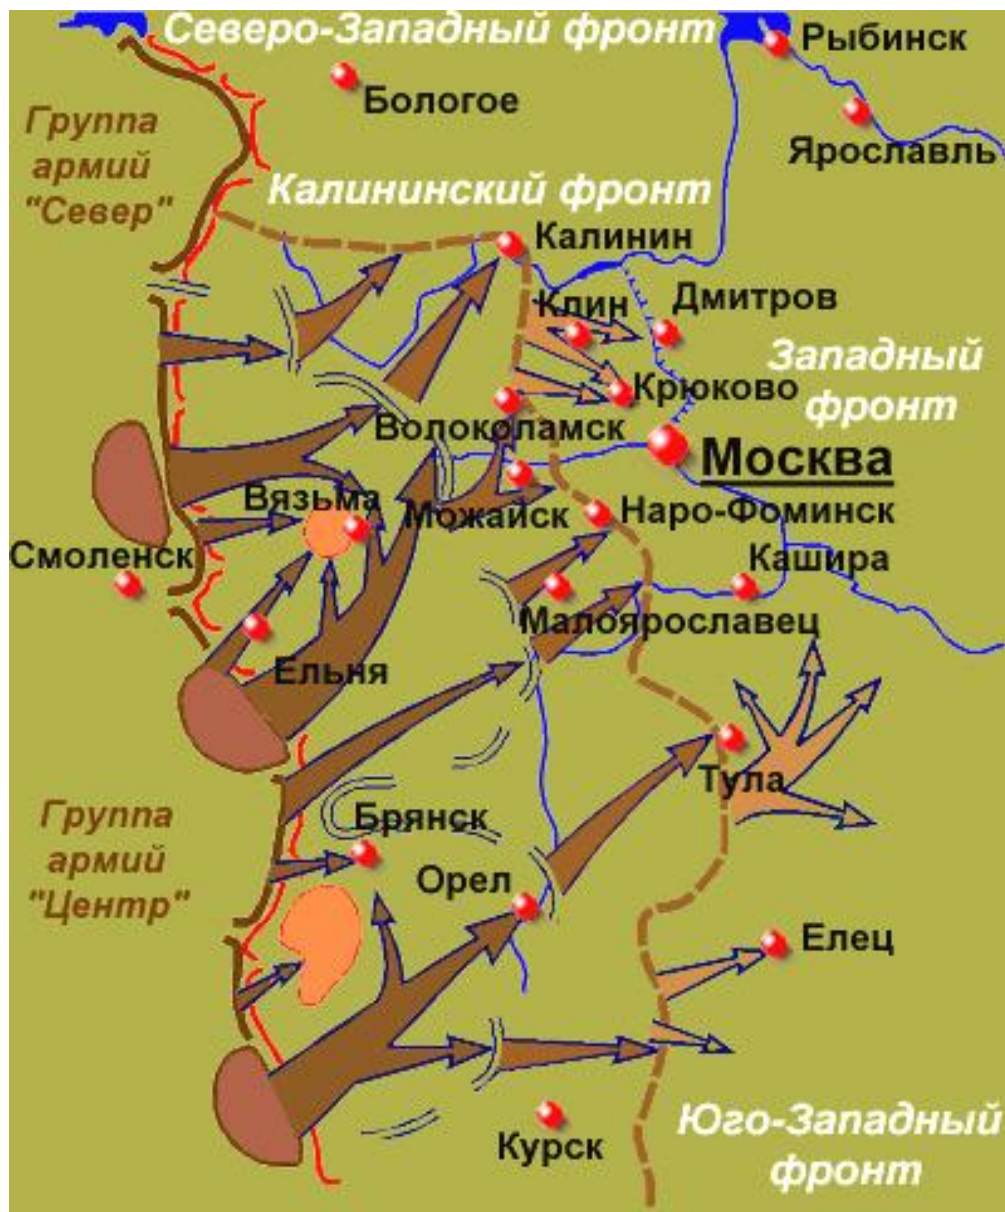 Северо-Западный фронт
Рыбинск
Бологое
Ярославль
Группа
армий
"Север"
Калининский фронт
Калинин
Клин
Дмитров
Западный
фронт
Крюково
Волоколамск
Москва
Вязьма
Можайск
Наро-Фоминск
Смоленск
Кашира
Малоярославец
Ельня
Тула
Группа
армий
"Центр"
Брянск
Орел
Елец
Юго-Западный
фронт
Курск